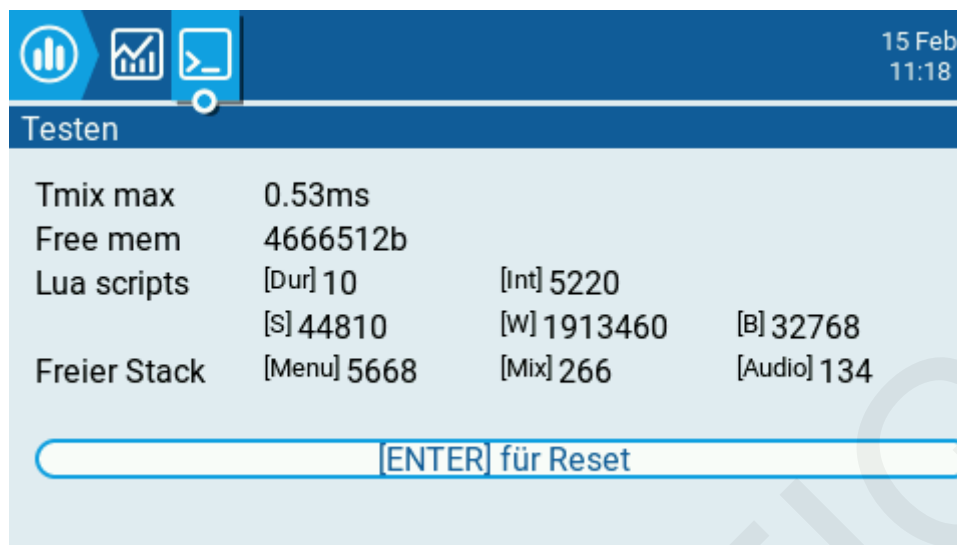 15 Feb
11:18
Testen
Tmix max 0.53ms
Free mem 4666512b
Lua scripts [Dur] 10 [Int] 5220
[S] 44810 [W] 1913460 [B] 32768
Freier Stack [Menu] 5668 [Mix] 266 [Audio] 134
[ENTER] für Reset